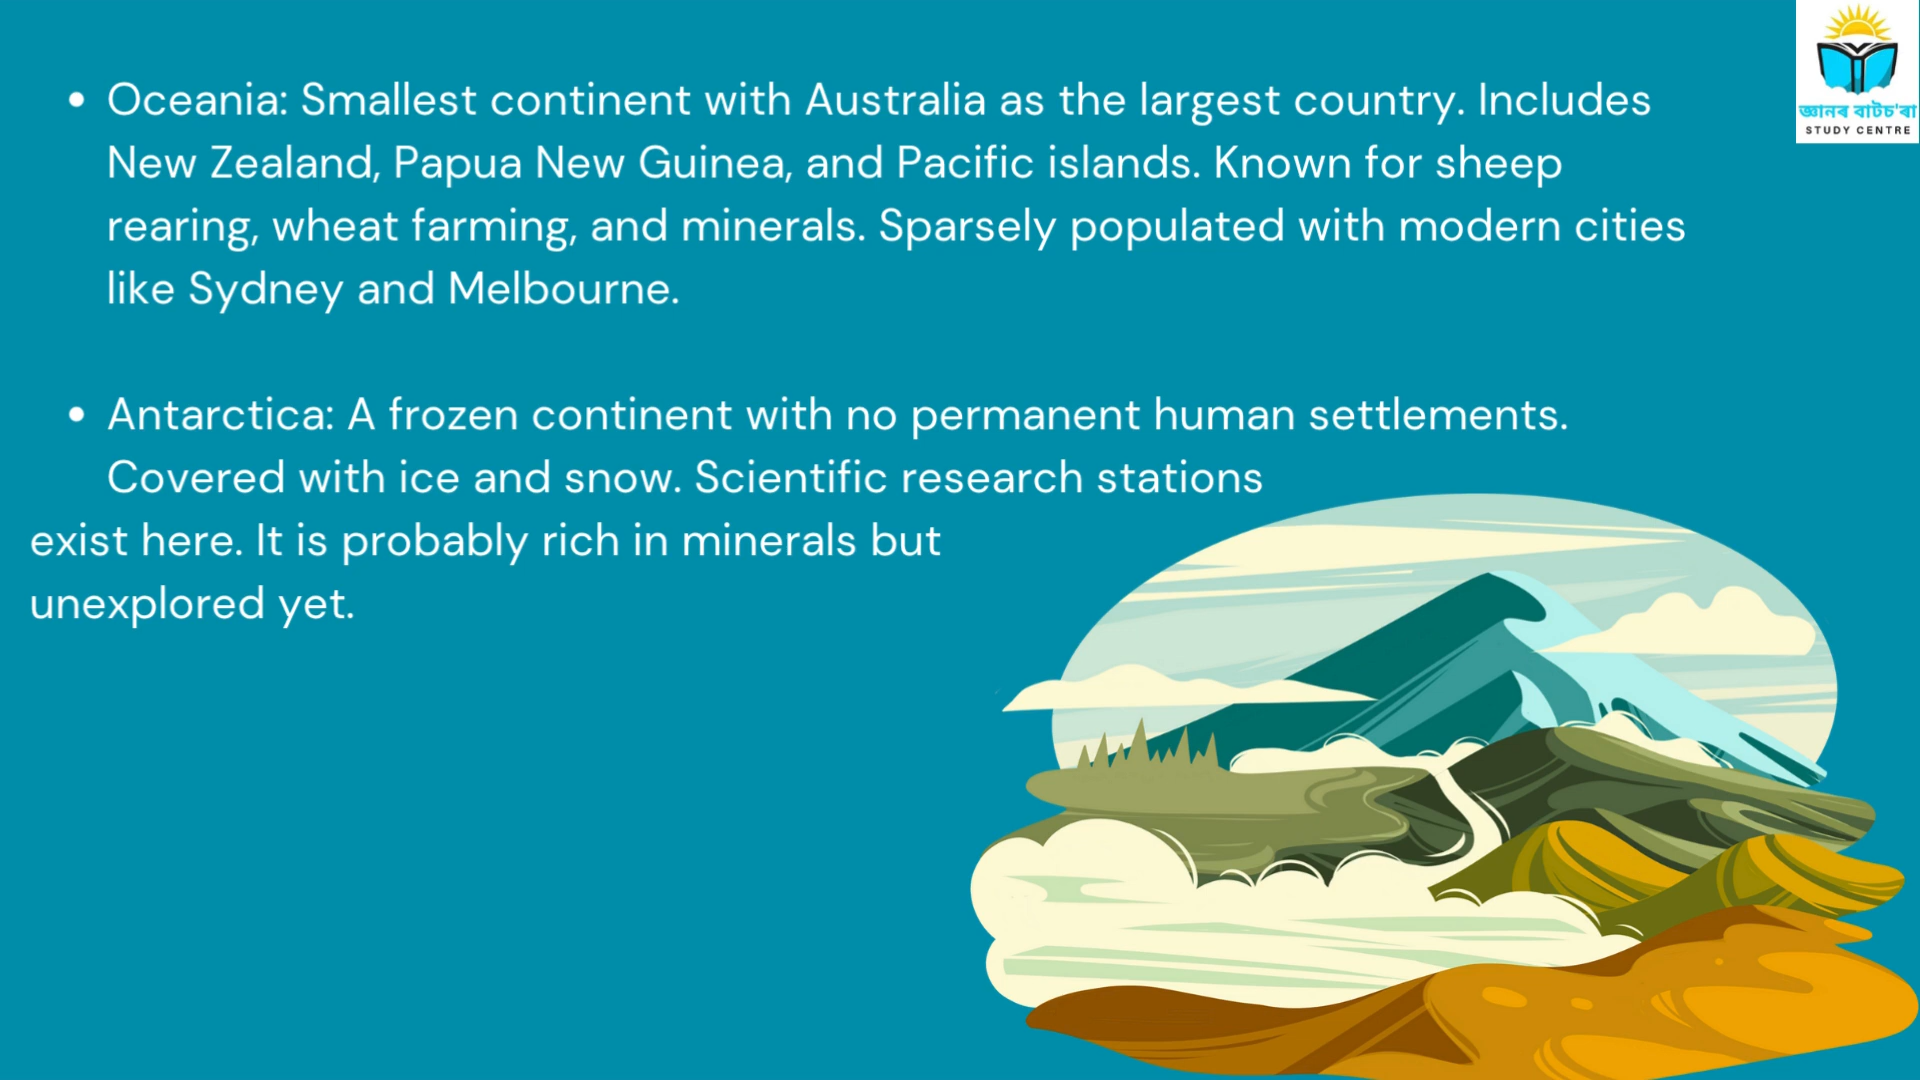 • Oceania: Smallest continent with Australia as the largest country. Includes
New Zealand, Papua New Guinea, and Pacific islands. Known for sheep
rearing, wheat farming, and minerals. Sparsely populated with modern cities
like Sydney and Melbourne.
• Antarctica: A frozen continent with no permanent human settlements.
Covered with ice and snow. Scientific research stations
exist here. It is probably rich in minerals but
unexplored yet.
জ্ঞানৰ বাটচ'ৰা
STUDY CENTRE